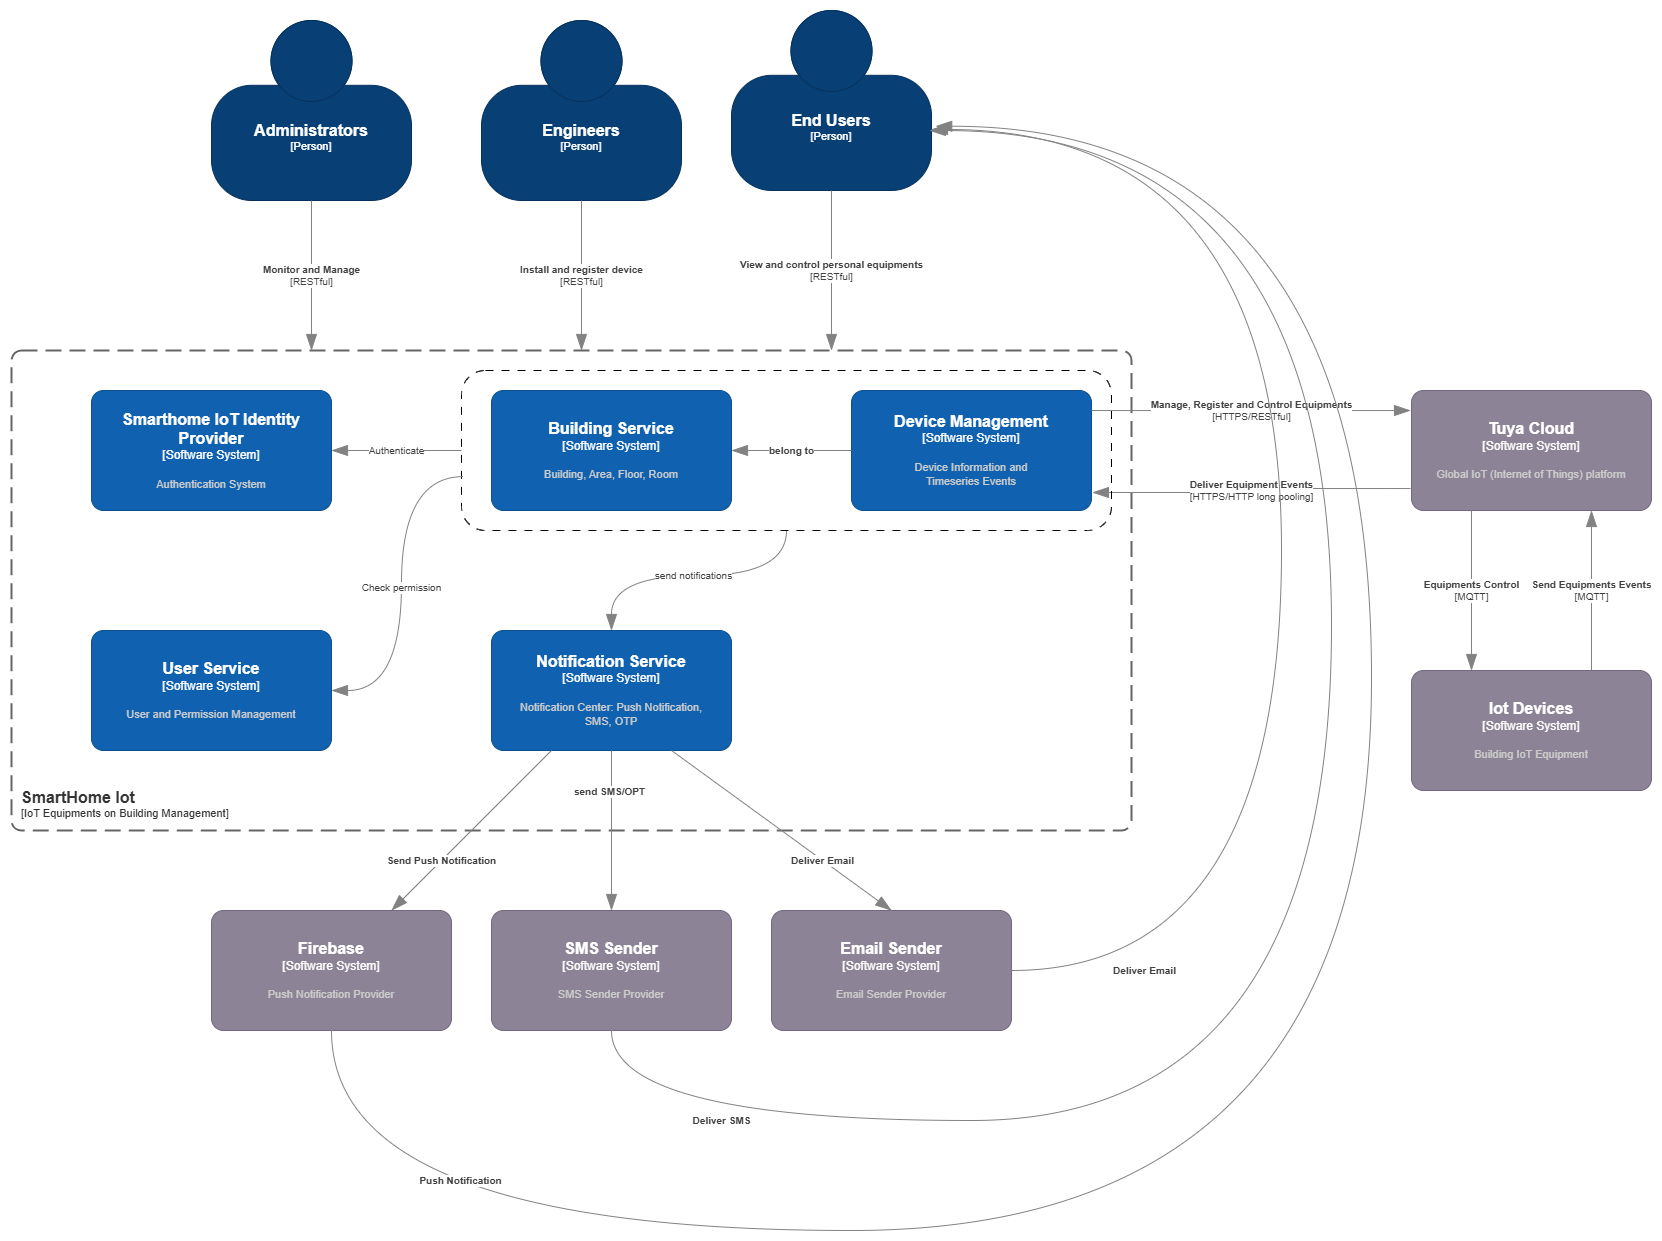 Administrators
[Person]
Engineers
[Person]
End Users
[Person]
Monitor and Manage
[RESTful]
Install and register device
[RESTful]
View and control personal equipments
[RESTful]
Smarthome IoT Identity
Provider
[Software System]
Authentication System
Authenticate
Building Service
[Software System]
Building, Area, Floor, Room
belong to
Device Management
[Software System]
Device Information and
Timeseries Events
Manage, Register and Control Equipments
[HTTPS/RESTful]
Deliver Equipment Events
[HTTPS/HTTP long pooling]
Tuya Cloud
[Software System]
Global IoT (Internet of Things) platform
Check permission
send notifications
Equipments Control
[MQTT]
Send Equipments Events
[MQTT]
User Service
[Software System]
User and Permission Management
Notification Service
[Software System]
Notification Center: Push Notification,
SMS, OTP
Iot Devices
[Software System]
Building IoT Equipment
SmartHome Iot
[IoT Equipments on Building Management]
send SMS/OPT
Send Push Notification
Deliver Email
Firebase
[Software System]
Push Notification Provider
SMS Sender
[Software System]
SMS Sender Provider
Email Sender
[Software System]
Email Sender Provider
Deliver Email
Deliver SMS
Push Notification